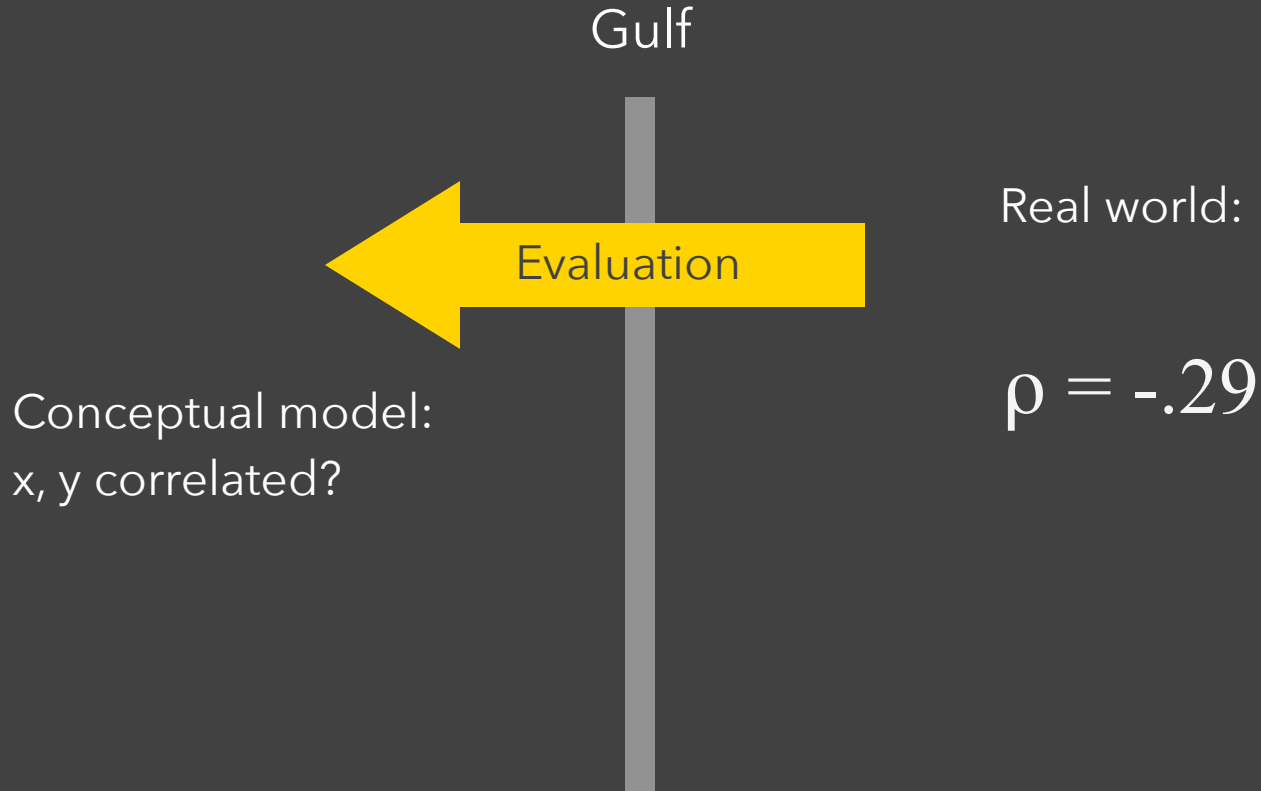 Gulf
Real world:
Evaluation
ρ = -.29
Conceptual model:
x, y correlated?